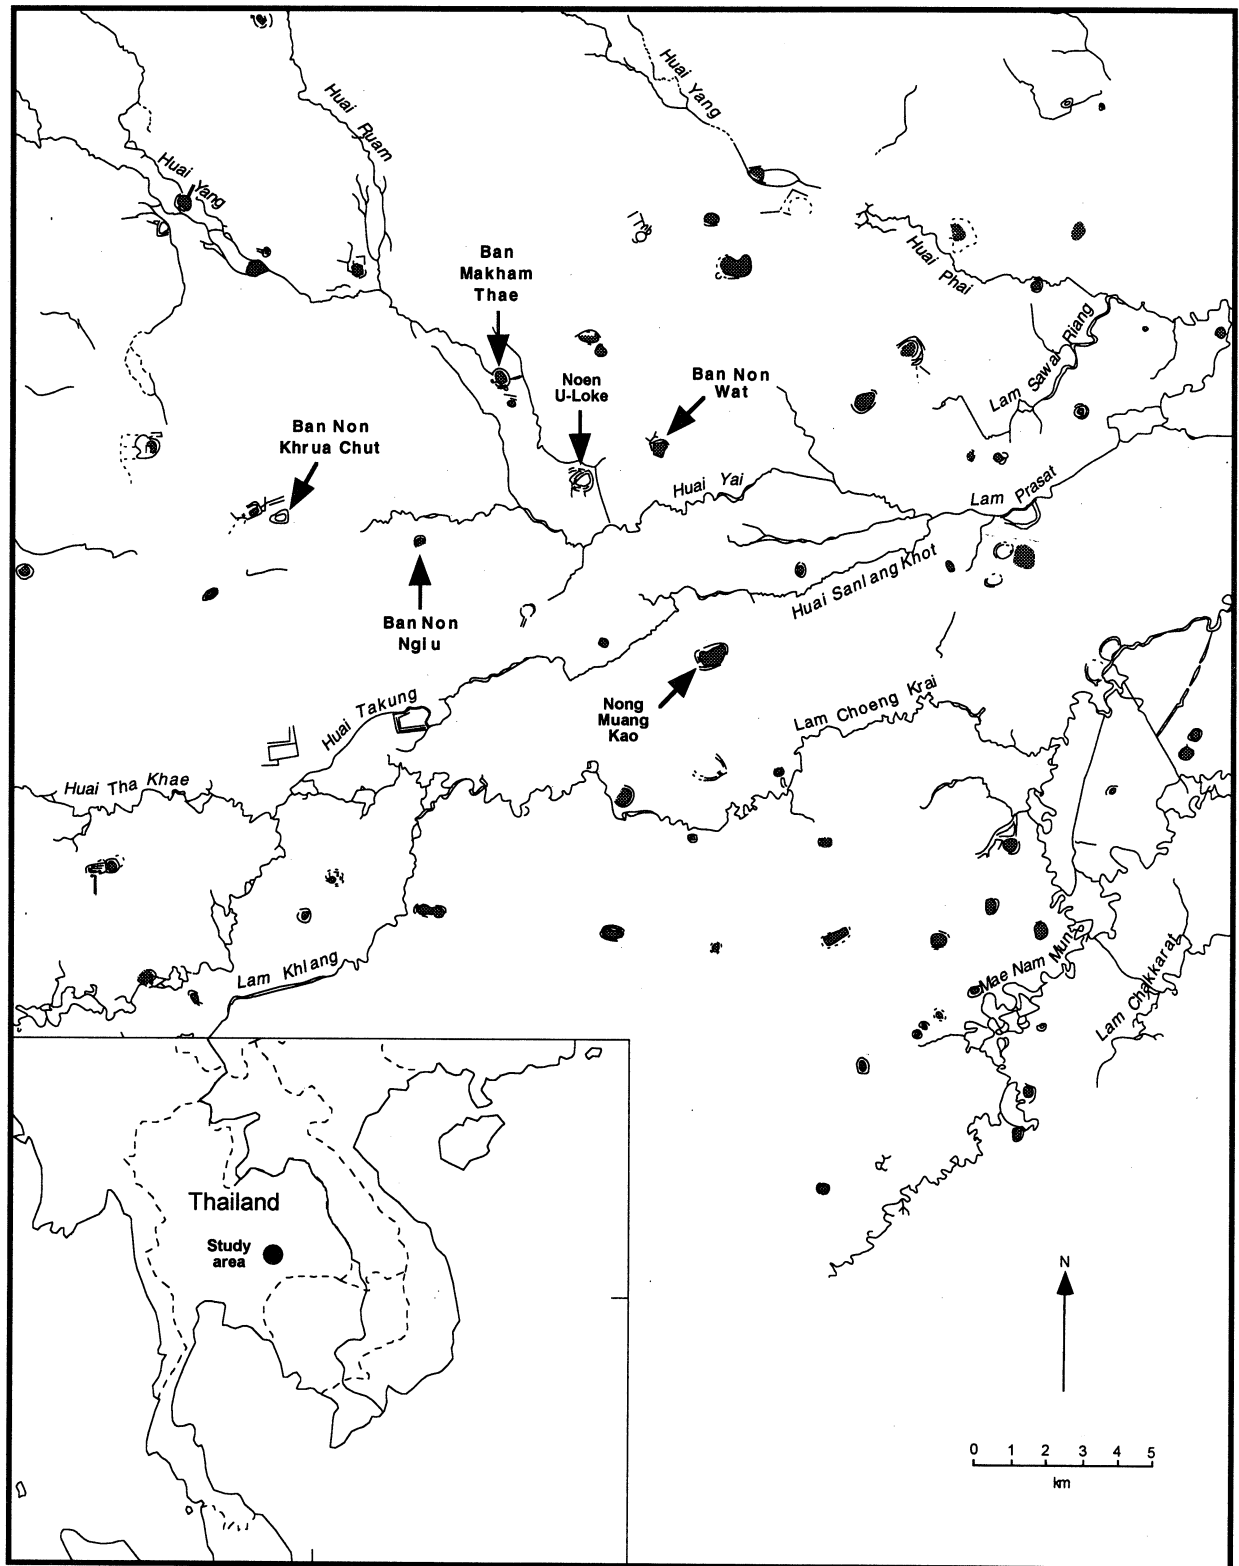 Huai Yang
Huai Ruam
Huai Yang
Huai Phai
Ban
Makham
Thae
Noen
U-Loke
Ban Non
Wat
Lam Sawai Riang
Ban Non
Khrua Chut
Huai Yai
Lam Prasat
Huai Sanlang Khot
Ban Non
Ngiu
Nong
Muang
Kao
Huai Takung
Lam Choeng Krai
Huai Tha Khae
Lam Khlang
Mae Nam Mun
Lam Chakkarat
Thailand
Study
area
N
0 1 2 3 4 5
km